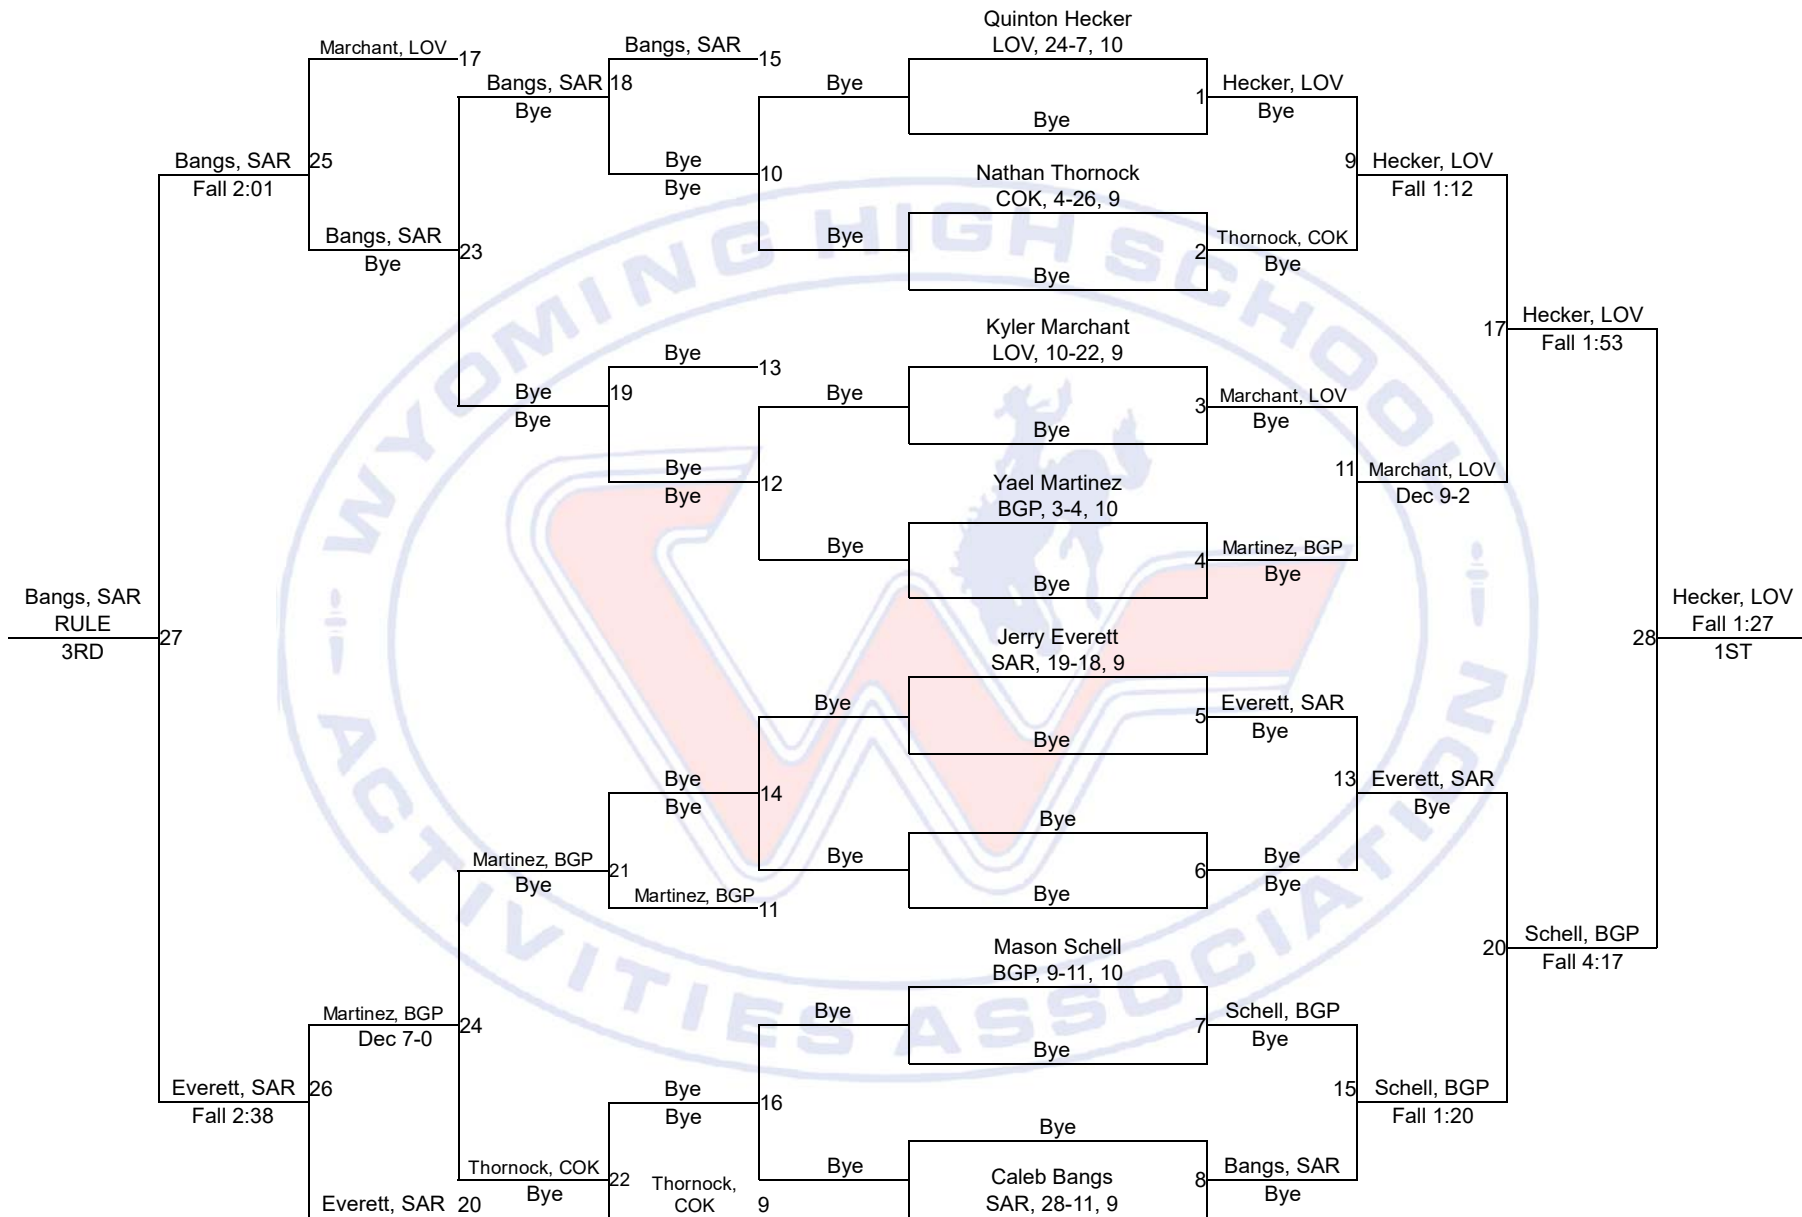 Quinton Hecker
LOV, 24-7, 10
Marchant, LOV
17
Bangs, SAR
15
Bangs, SAR
18
Bye
Bye
Bye
1
Hecker, LOV
Bye
Bangs, SAR
25
Fall 2:01
Bye
Bye
10
Nathan Thornock
COK, 4-26, 9
9
Hecker, LOV
Fall 1:12
Bangs, SAR
Bye
23
Bye
Bye
2
Thornock, COK
Bye
Kyler Marchant
LOV, 10-22, 9
17
Hecker, LOV
Fall 1:53
Bye
13
Bye
Bye
19
Bye
Bye
3
Marchant, LOV
Bye
Bye
Bye
12
Yael Martinez
BGP, 3-4, 10
11
Marchant, LOV
Dec 9-2
Bye
Bye
4
Martinez, BGP
Bye
Bangs, SAR
RULE
3RD
27
Jerry Everett
SAR, 19-18, 9
28
Hecker, LOV
Fall 1:27
1ST
Bye
Bye
5
Everett, SAR
Bye
Bye
Bye
14
13
Everett, SAR
Bye
Bye
Bye
Bye
6
Bye
Bye
Martinez, BGP
Bye
21
Martinez, BGP
11
Mason Schell
BGP, 9-11, 10
20
Schell, BGP
Fall 4:17
Martinez, BGP
Dec 7-0
24
Bye
Bye
7
Schell, BGP
Bye
Everett, SAR
Fall 2:38
26
Bye
Bye
16
15
Schell, BGP
Fall 1:20
Bye
Bye
Caleb Bangs
SAR, 28-11, 9
8
Bangs, SAR
Bye
Thornock, COK
Bye
22
Thornock,
COK
9
Everett, SAR
20
WYOMING HIGH SCHOOL
ACTIVITIES ASSOCIATION